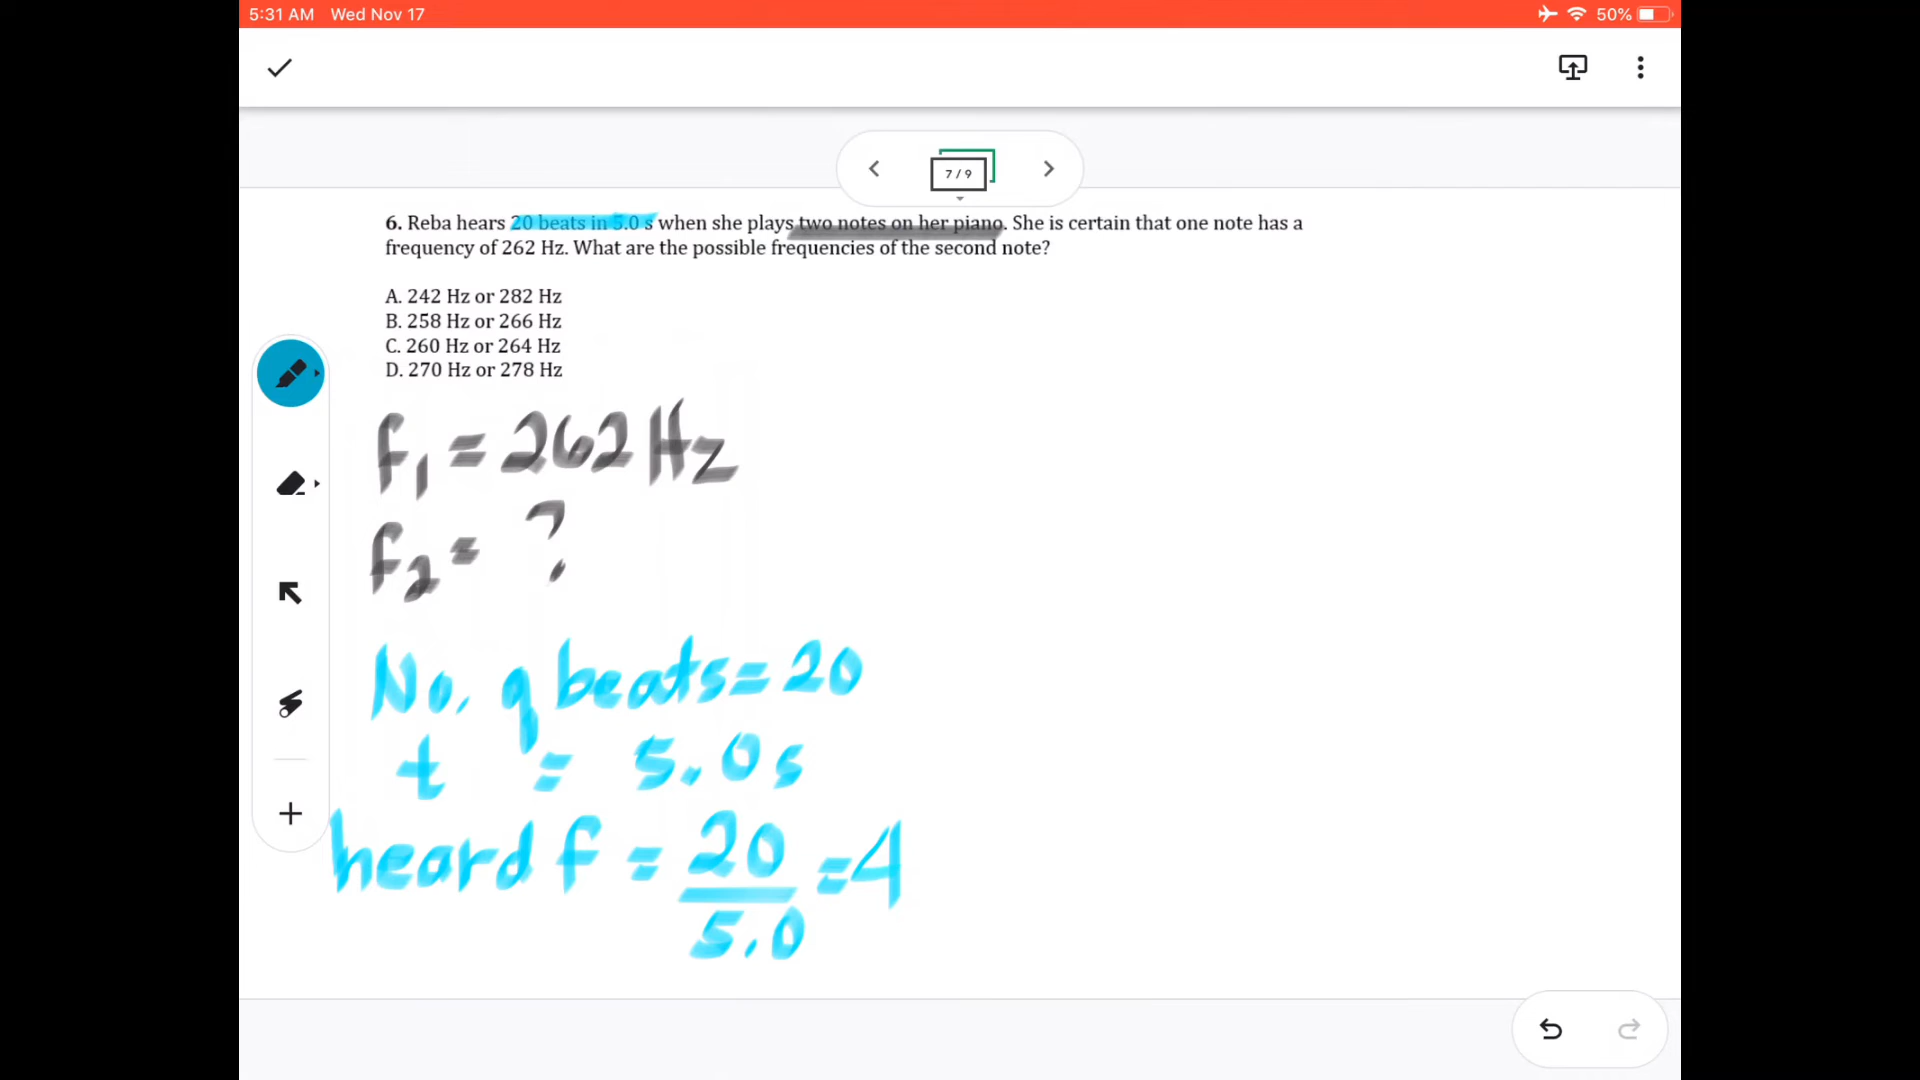 5:31 AM Wed Nov 17 50%
7 / 9
6. Reba hears 20 beats in 5.0 s when she plays two notes on her piano. She is certain that one note has a
frequency of 262 Hz. What are the possible frequencies of the second note?
A. 242 Hz or 282 Hz
B. 258 Hz or 266 Hz
C. 260 Hz or 264 Hz
D. 270 Hz or 278 Hz
f₁ = 262 Hz
f₂ = ?
No. of beats = 20
t = 5.0 s
heard f = 20/5.0 = 4